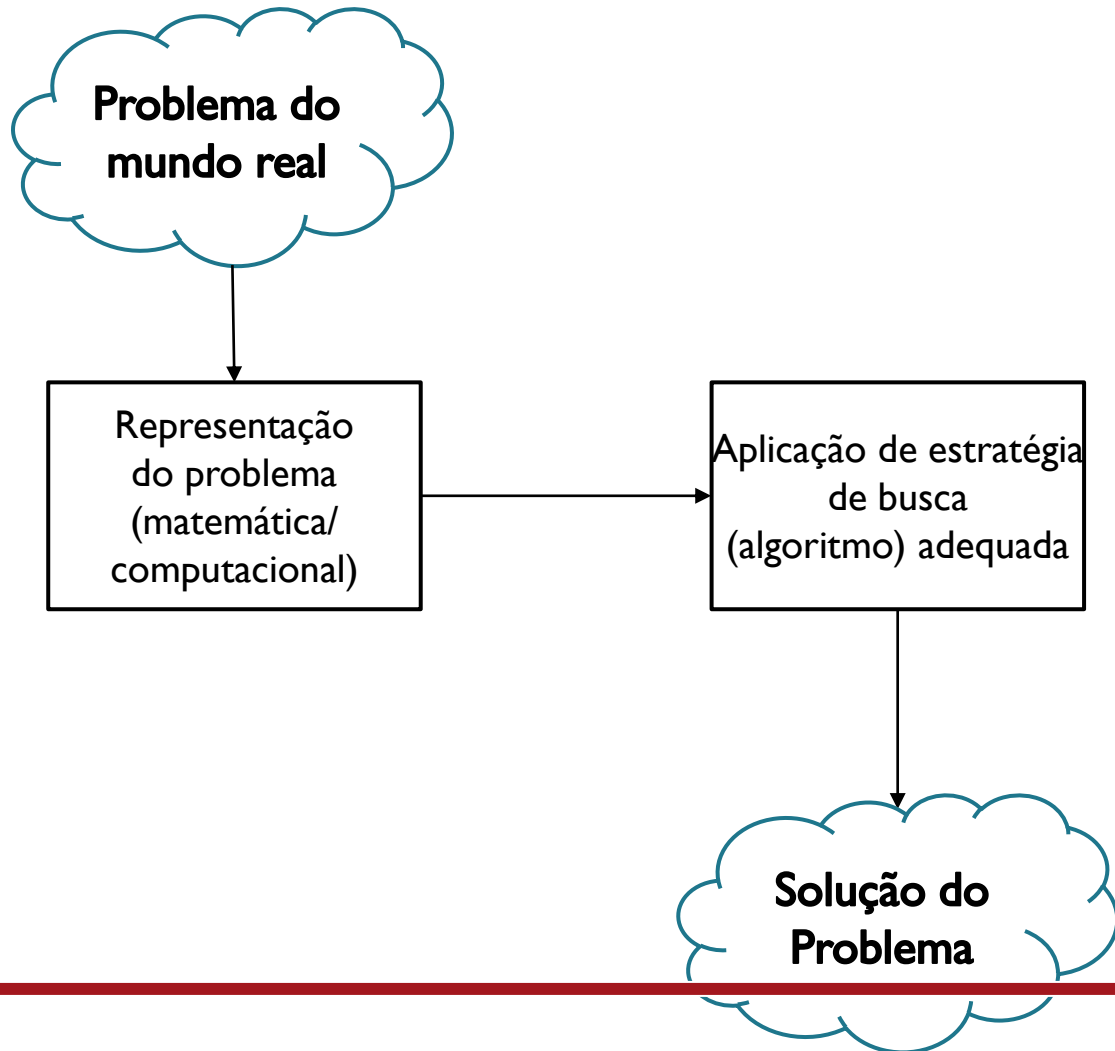 Problema do
mundo real
Representação
do problema
(matemática/
computacional)
Aplicação de estratégia
de busca
(algoritmo) adequada
Solução do
Problema